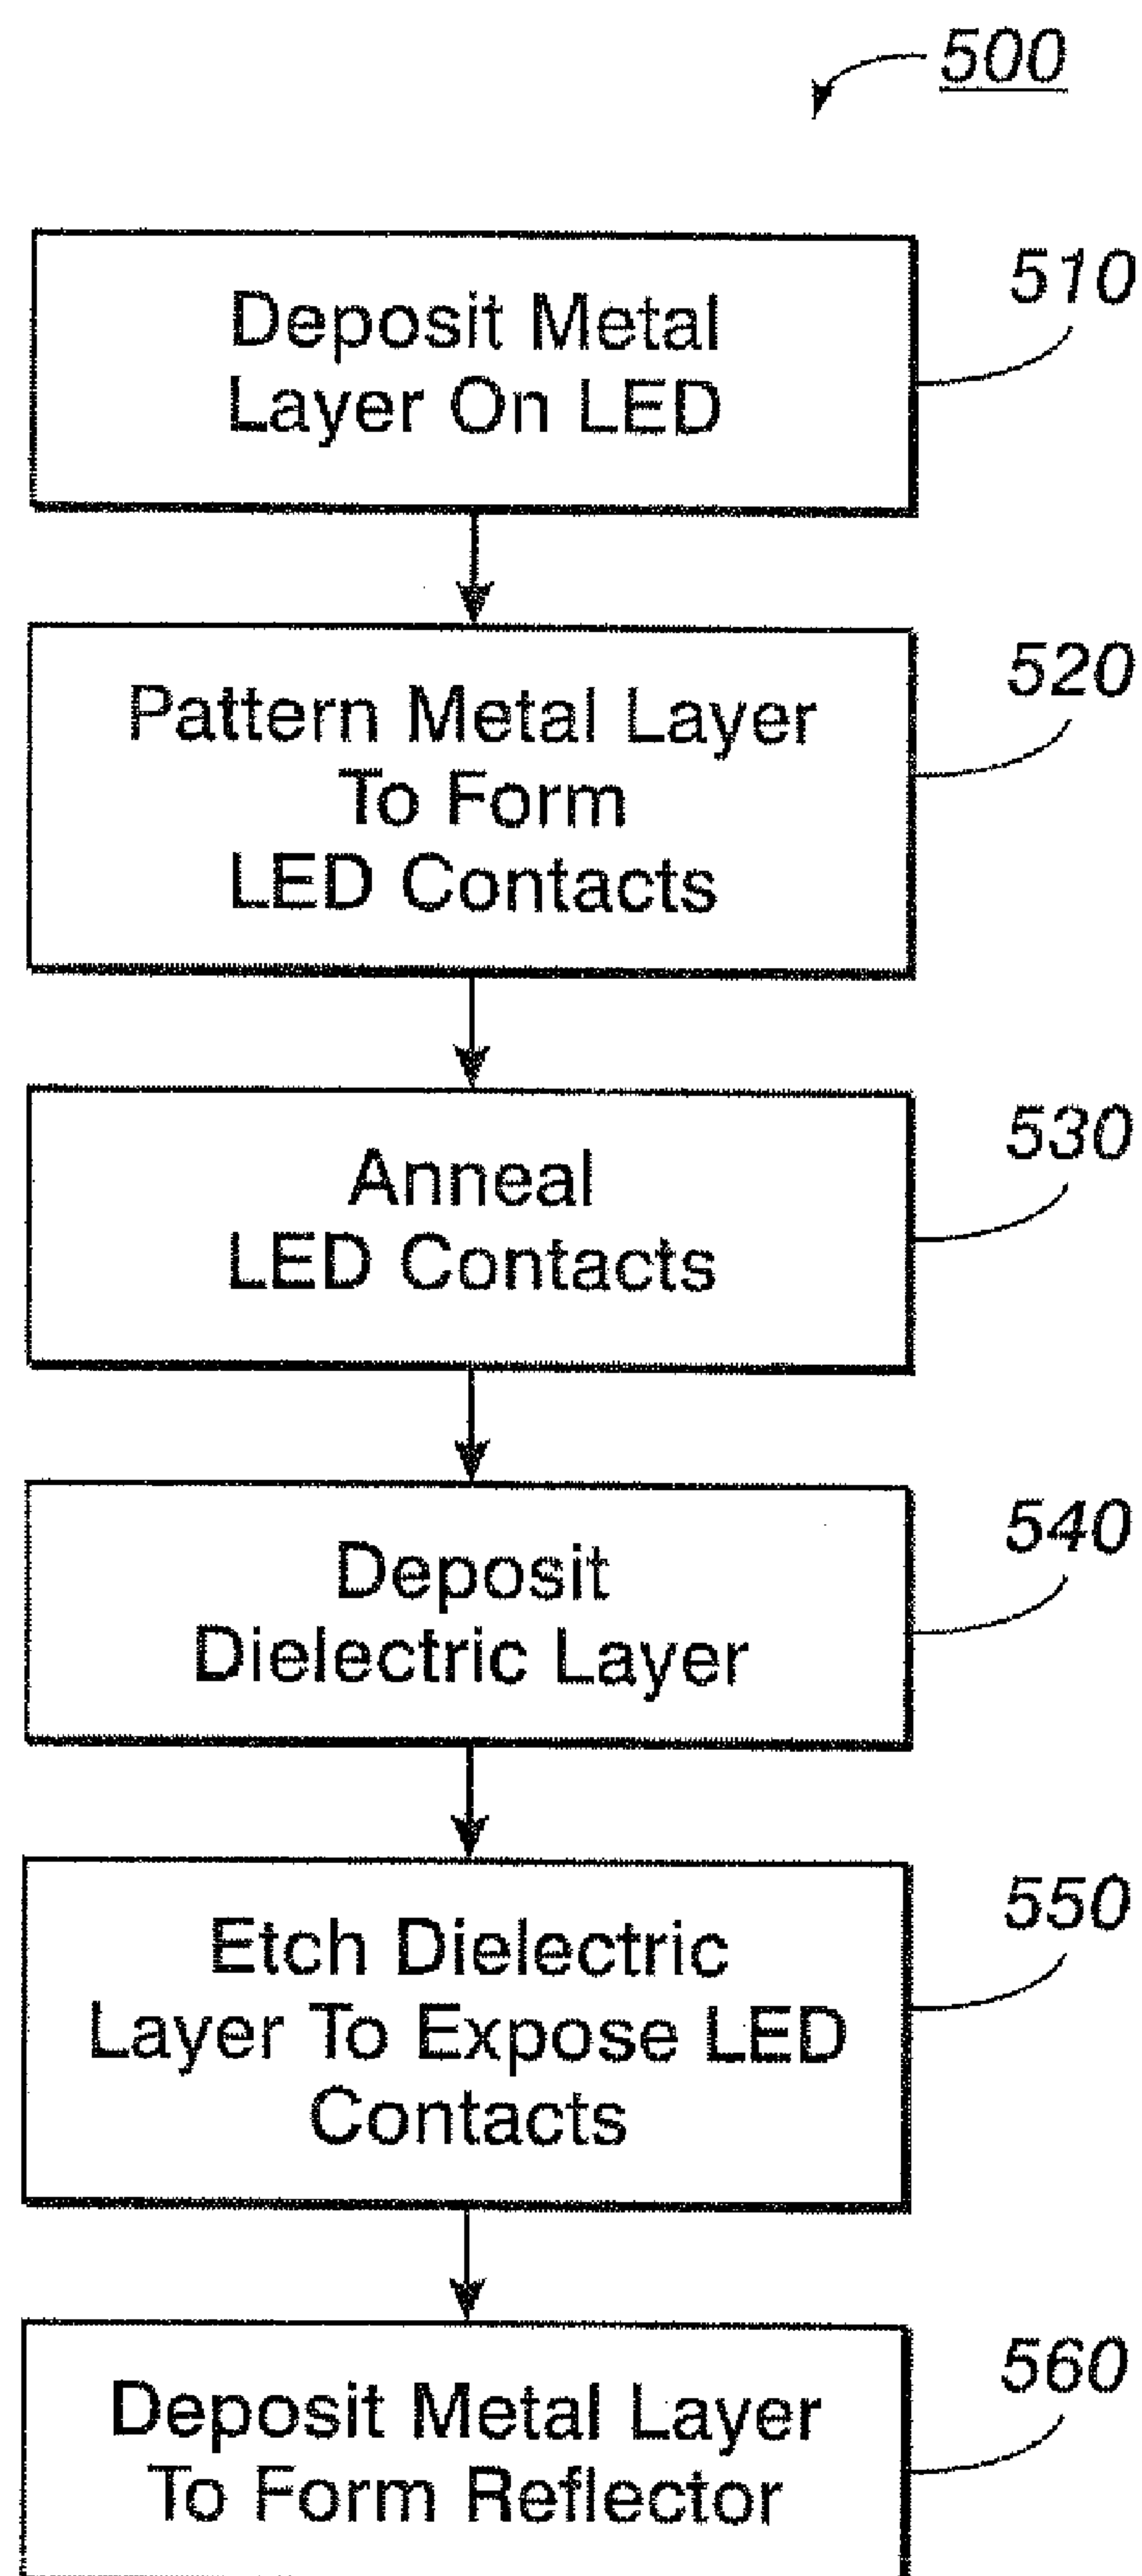 500
Deposit Metal
Layer On LED
510
Pattern Metal Layer
To Form
LED Contacts
520
Anneal
LED Contacts
530
Deposit
Dielectric Layer
540
Etch Dielectric
Layer To Expose LED
Contacts
550
Deposit Metal Layer
To Form Reflector
560